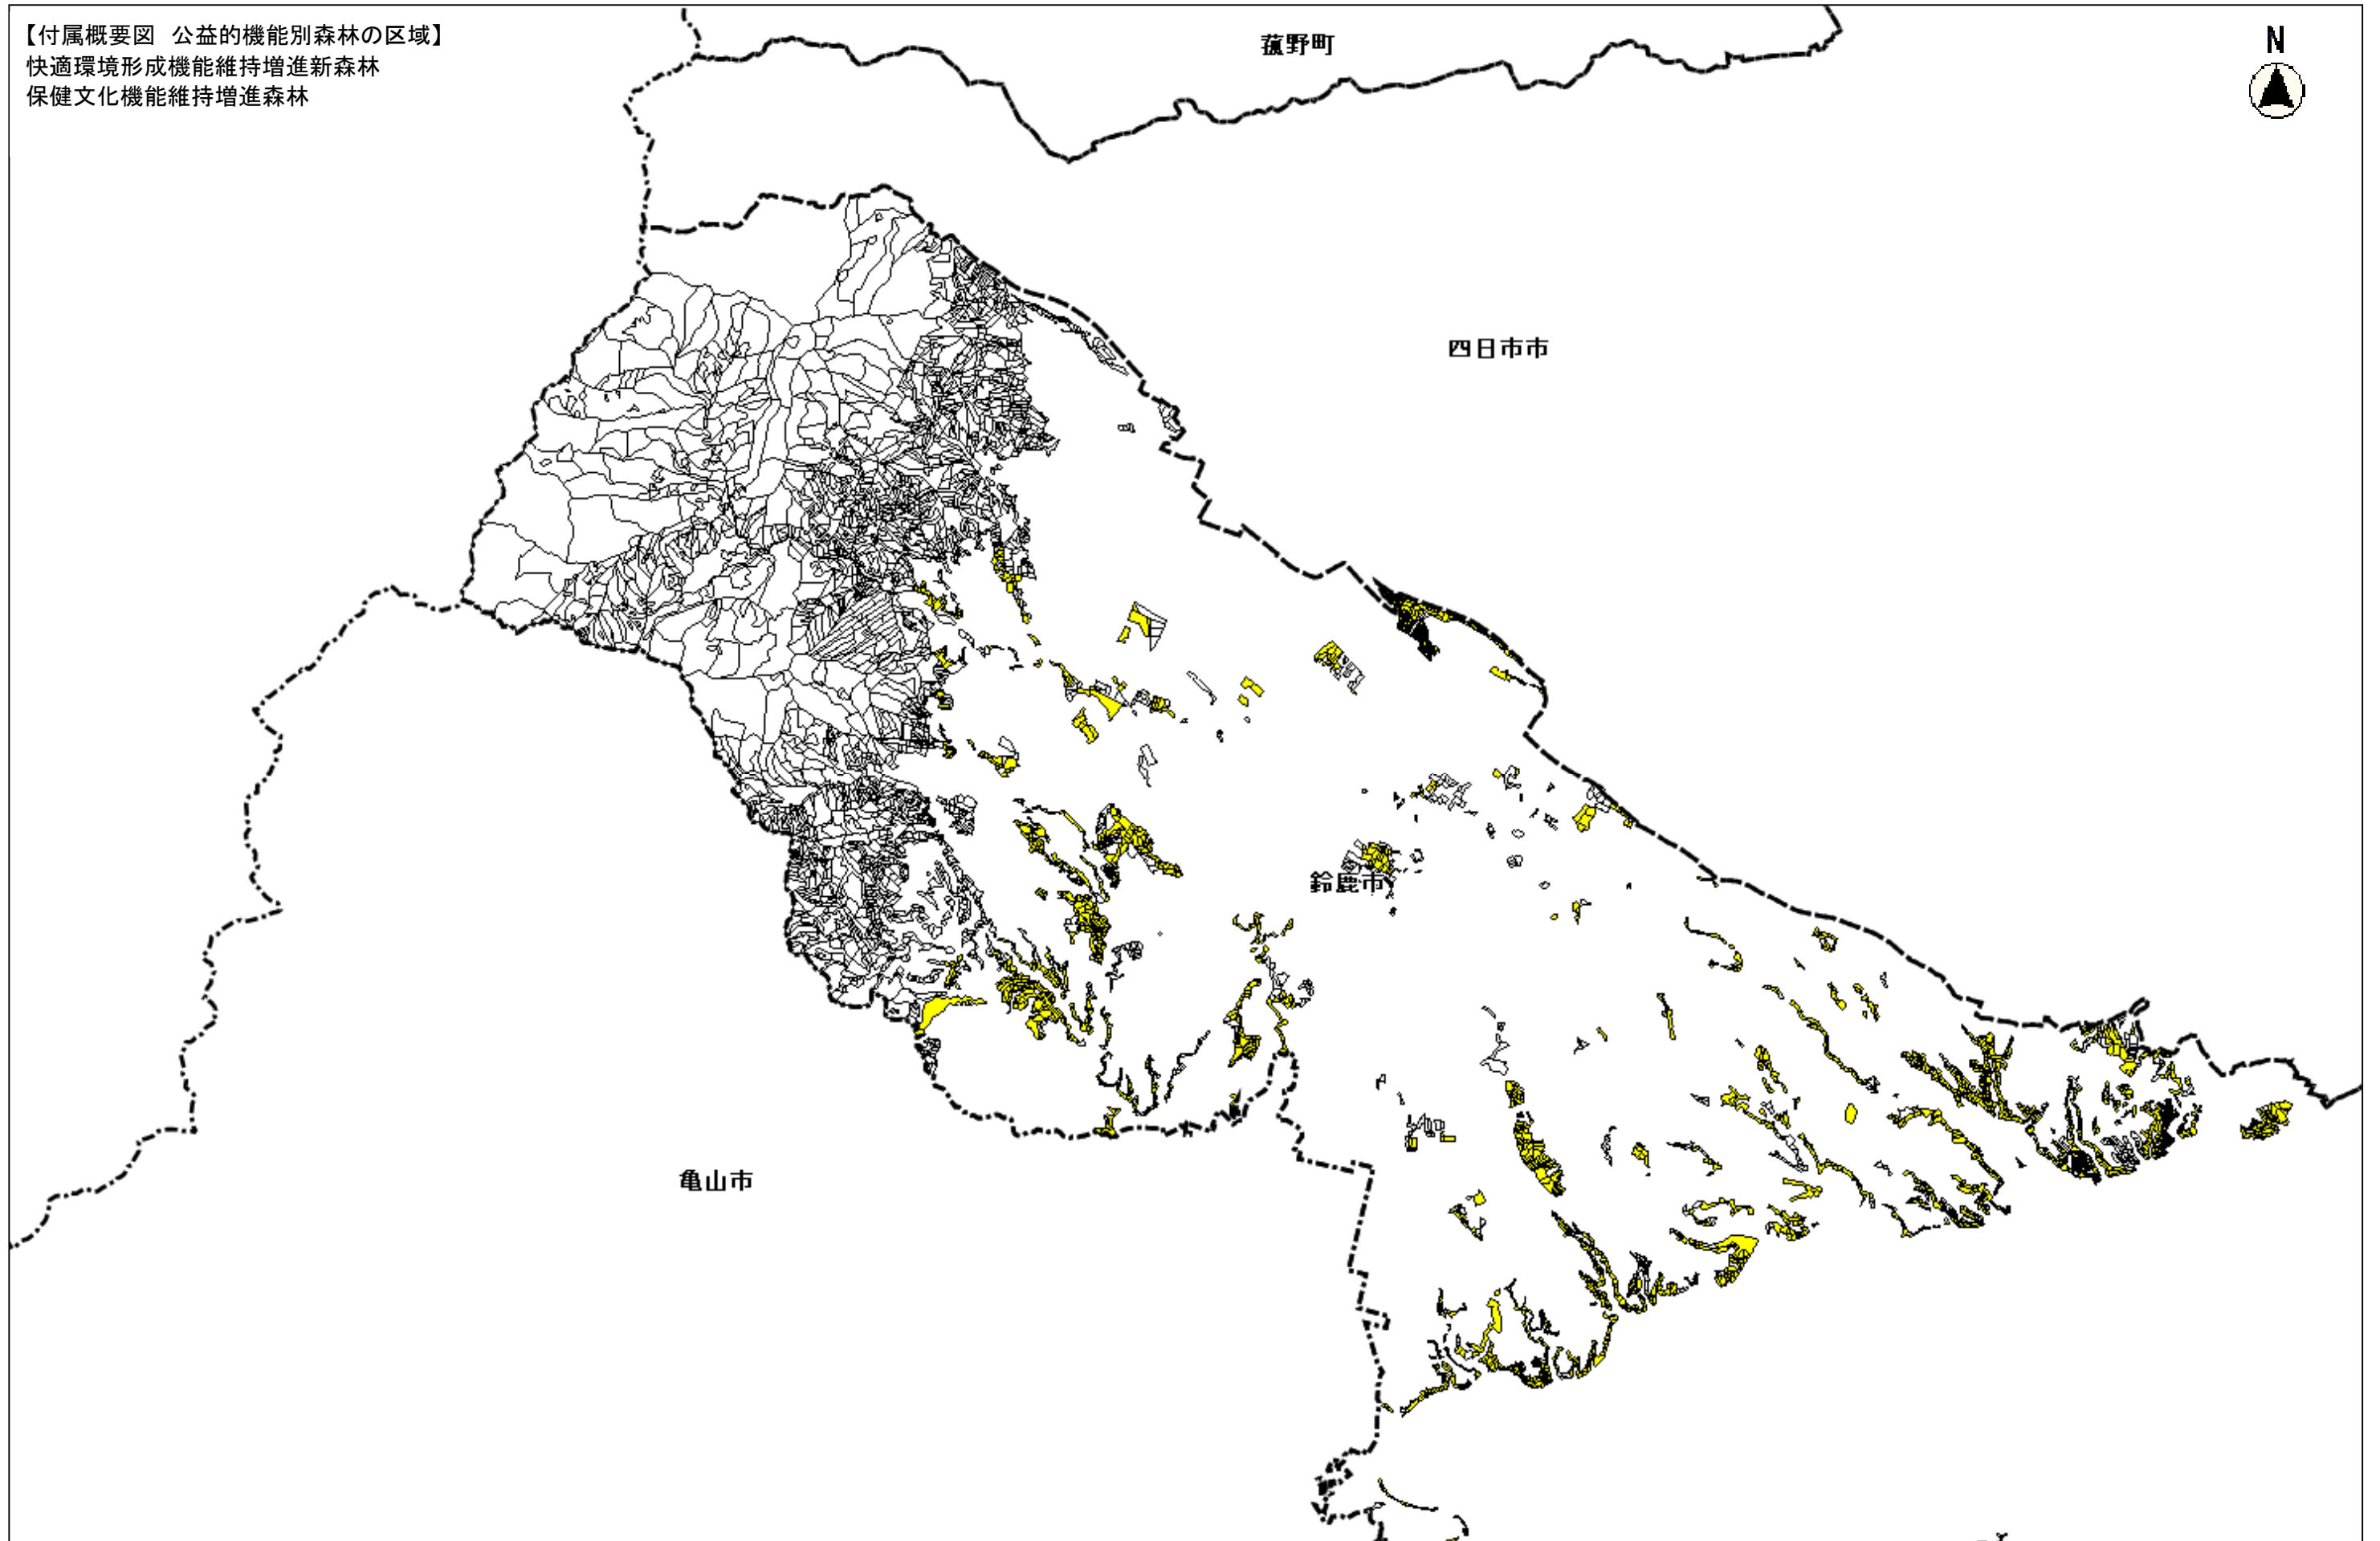 【付属概要図 公益的機能別森林の区域】
快適環境形成機能維持増進新森林
保健文化機能維持増進森林
菰野町
N
四日市市
鈴鹿市
亀山市